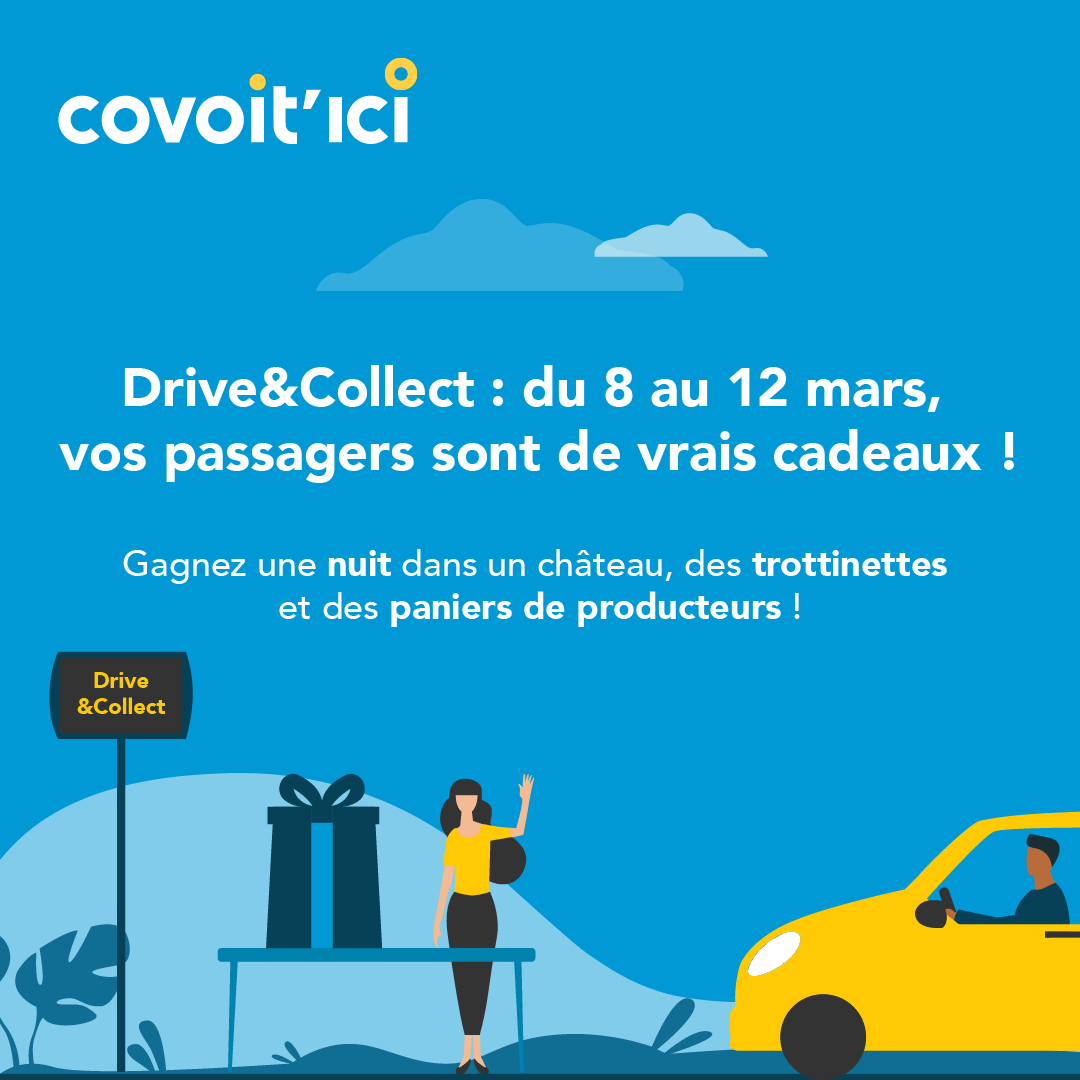 covoit'ici
Drive&Collect : du 8 au 12 mars,
vos passagers sont de vrais cadeaux !
Gagnez une nuit dans un château, des trottinettes
et des paniers de producteurs !
Drive
&Collect